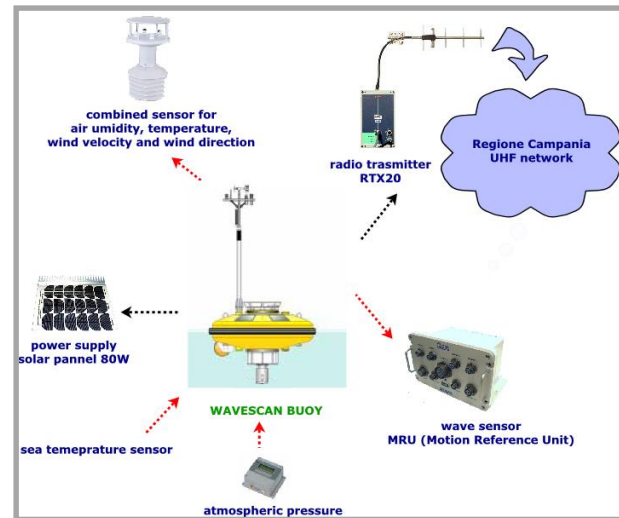 combined sensor for
air umidity, temperature,
wind velocity and wind direction
radio trasmitter
RTX20
Regione Campania
UHF network
power supply
solar pannel 80W
WAVESCAN BUOY
wave sensor
MRU (Motion Reference Unit)
sea temeprature sensor
atmospheric pressure